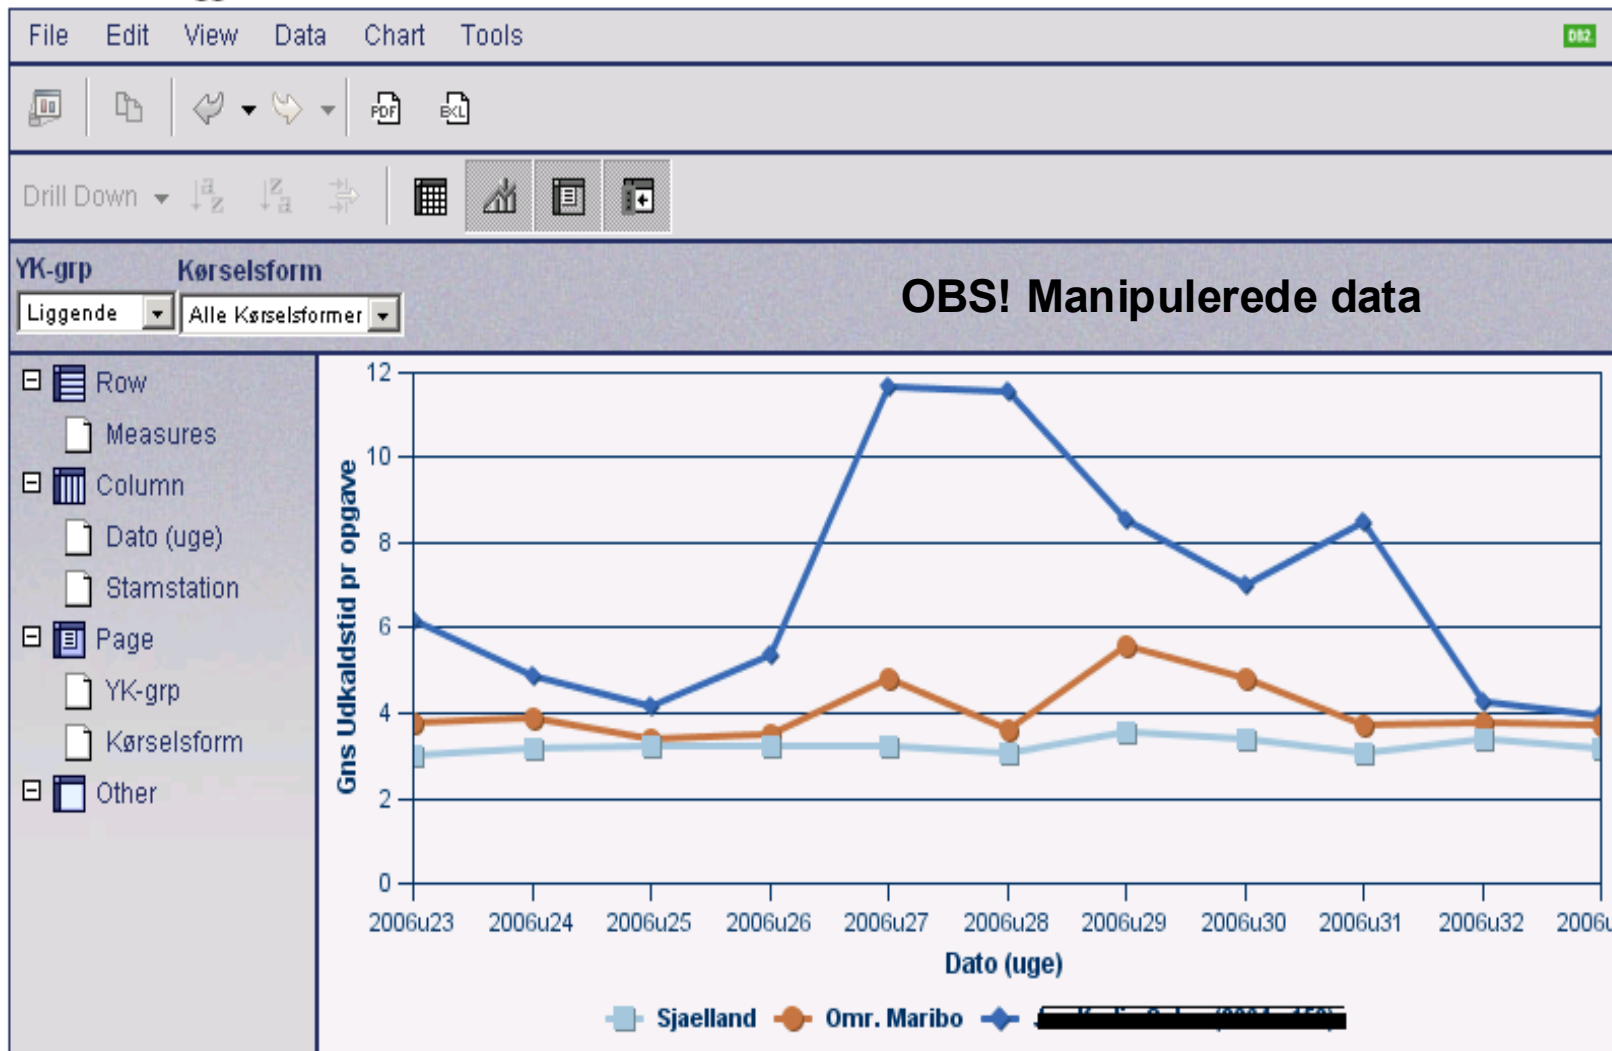 File Edit View Data Chart Tools
DB2.
PDF
EXL
Drill Down
YK-grp Kørselsform
Liggende Alle Kørselsformer
OBS! Manipulerede data
Row
Measures
Column
Dato (uge)
Stamstation
Page
YK-grp
Kørselsform
Other
Gns Udkaldstid pr opgave
12
10
8
6
4
2
0
2006u23 2006u24 2006u25 2006u26 2006u27 2006u28 2006u29 2006u30 2006u31 2006u32 2006u
Dato (uge)
Sjaelland Omr. Maribo